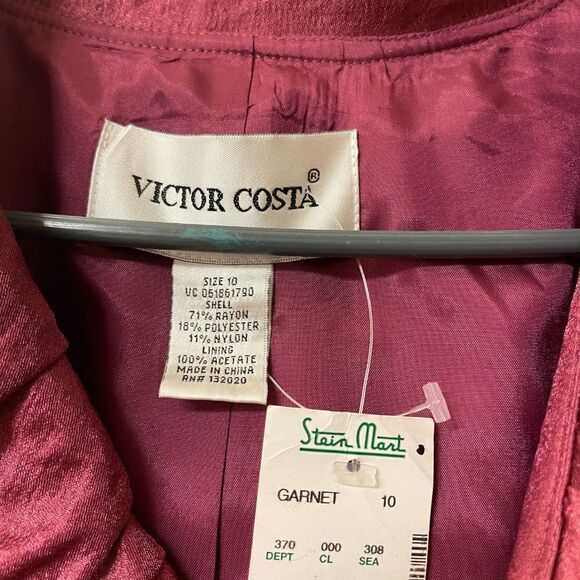 VICTOR COSTA®
SIZE 10
VC 061861790
SHELL
71% RAYON
18% POLYESTER
11% NYLON
LINING
100% ACETATE
MADE IN CHINA
RN# 132020
Stein Mart
GARNET 10
370 000 308
DEPT CL SEA